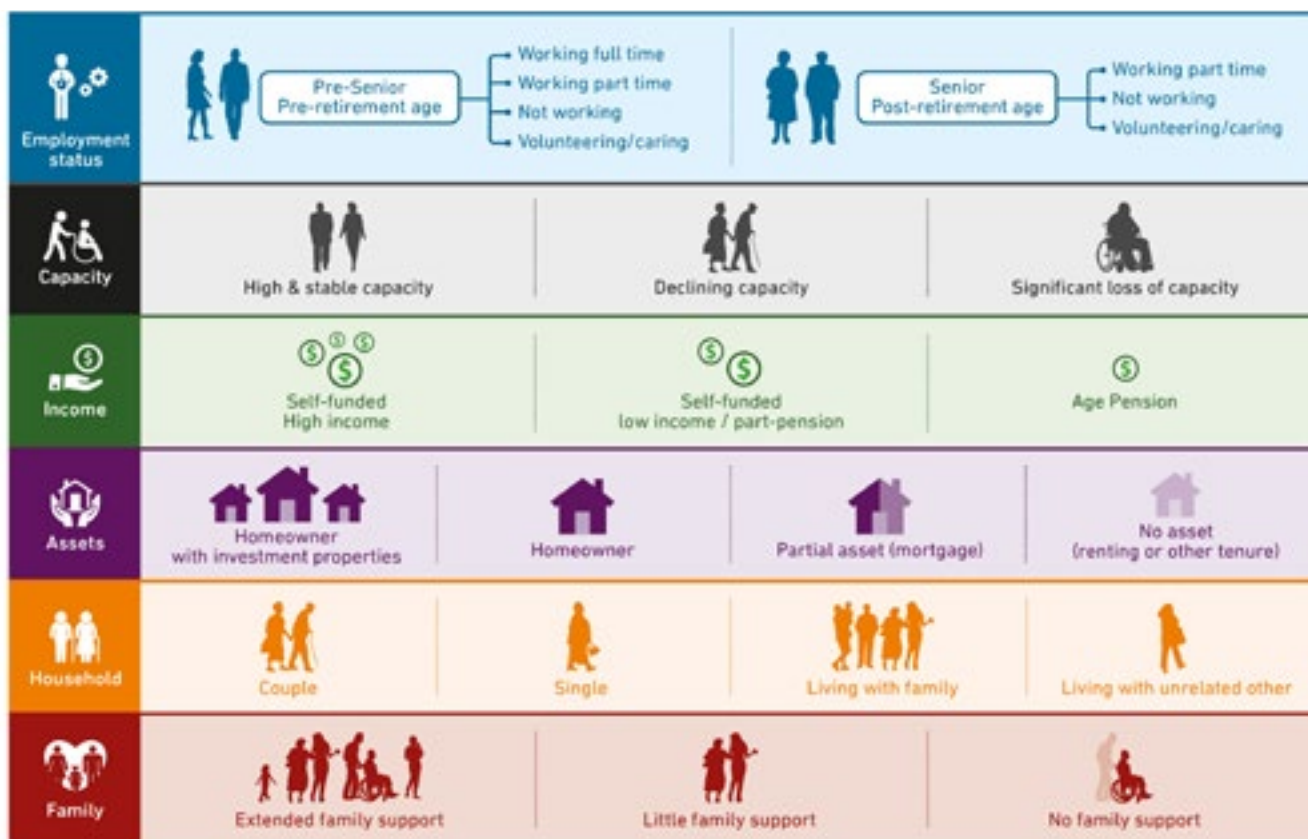 Employment
status
Pre-Senior
Pre-retirement age
Working full time
Working part time
Not working
Volunteering/caring
Senior
Post-retirement age
Working part time
Not working
Volunteering/caring
Capacity
High & stable capacity
Declining capacity
Significant loss of capacity
Income
Self-funded
High income
Self-funded
low income / part-pension
Age Pension
Assets
Homeowner
with investment properties
Homeowner
Partial asset (mortgage)
No asset
(renting or other tenure)
Household
Couple
Single
Living with family
Living with unrelated other
Family
Extended family support
Little family support
No family support